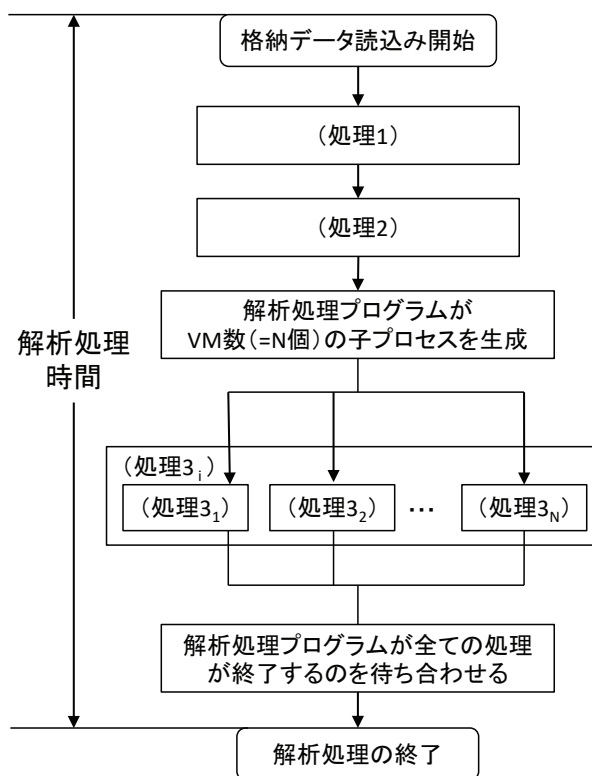 格納データ読込み開始
(処理1)
(処理2)
解析処理プログラムが
VM数(=N個)の子プロセスを生成
解析処理
時間
(処理3i)
(処理31) (処理32) ・・・ (処理3N)
解析処理プログラムが全ての処理
が終了するのを待ち合わせる
解析処理の終了